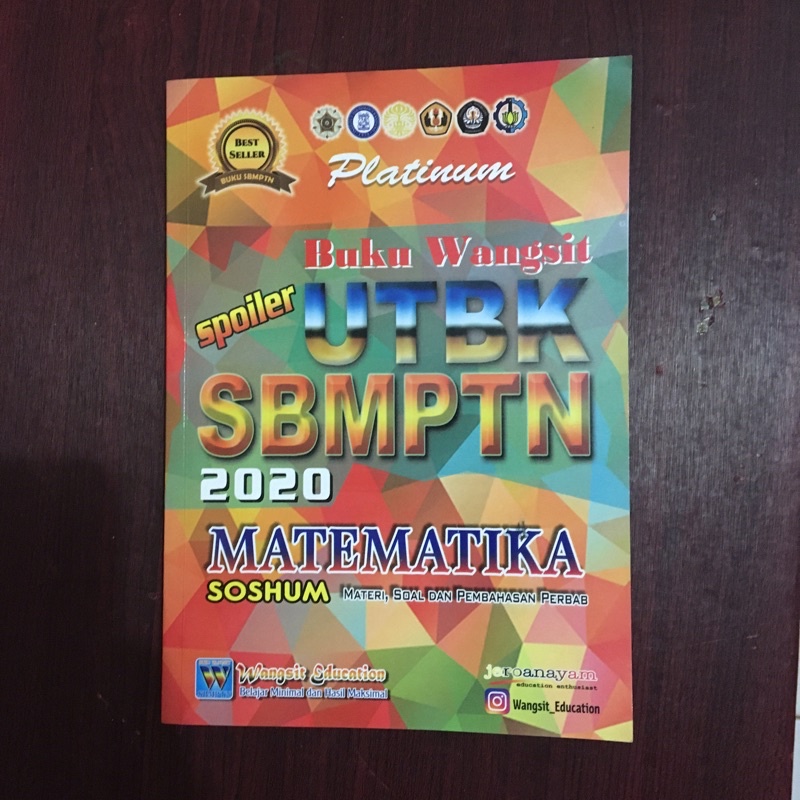 BEST
SELLER
BUKU SBMPTN
Platinum
Buku Wangsit
spoiler
UTBK
SBMPTN
2020
MATEMATIKA
SOSHUM MATERI, SOAL DAN PEMBAHASAN PERBAB
W
Wangsit Education
Belajar Minimal dan Hasil Maksimal
jeroanayam
education enthusiast
Wangsit_Education